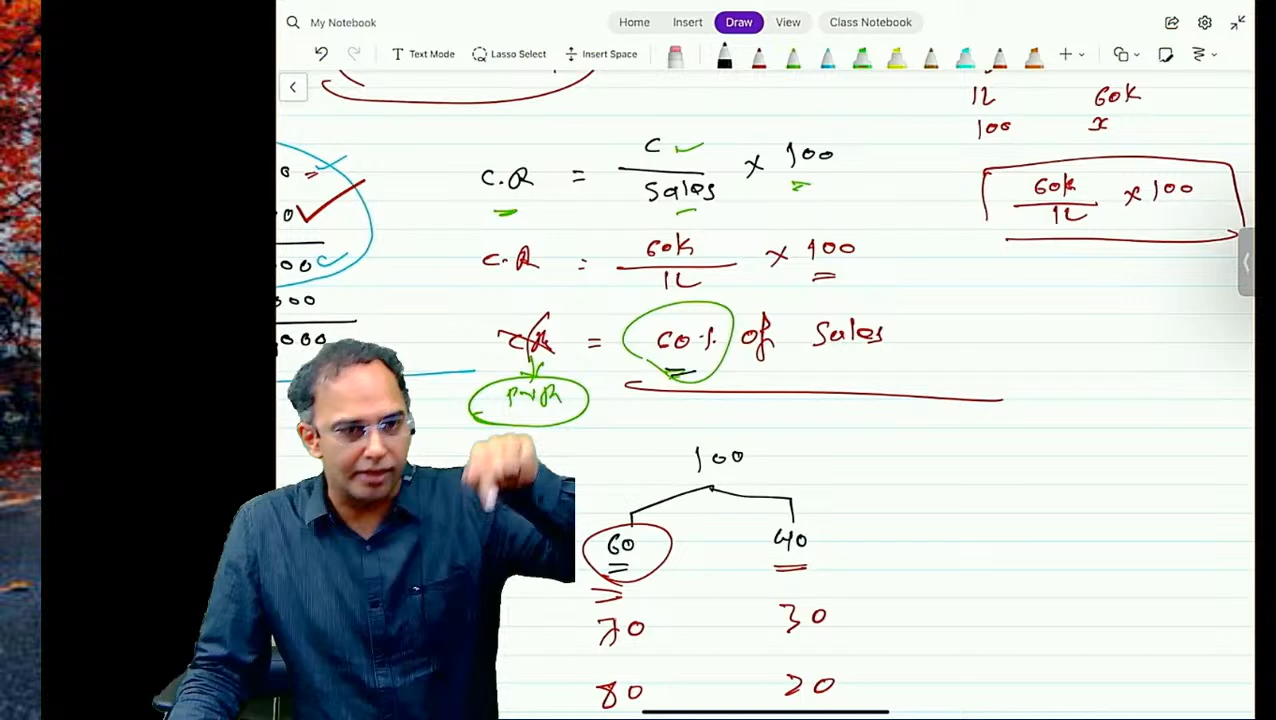 My Notebook
Home Insert Draw View Class Notebook
Text Mode Lasso Select Insert Space
12 60K
100 x
C.R = C / Sales × 100
60K / 1L × 100
C.R = 60K / 1L × 100
= 60% of Sales
PVR
100
60 40
70 30
80 20